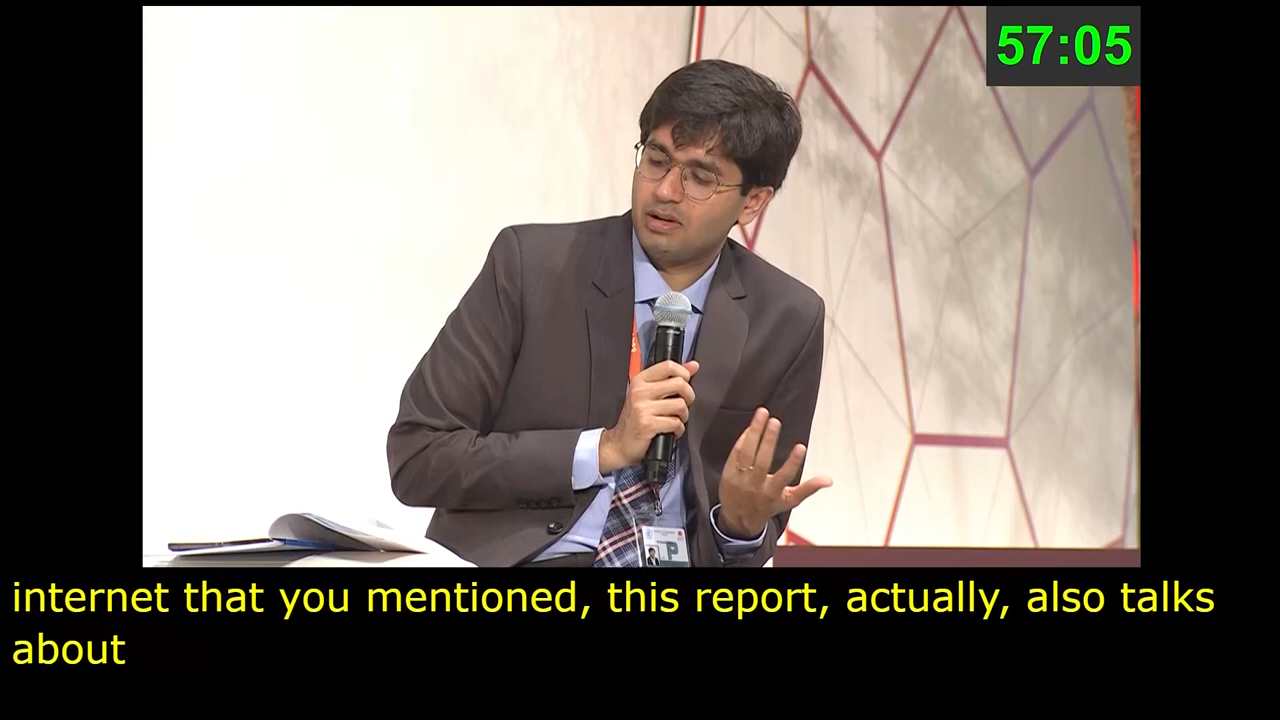 57:05
P
internet that you mentioned, this report, actually, also talks
about